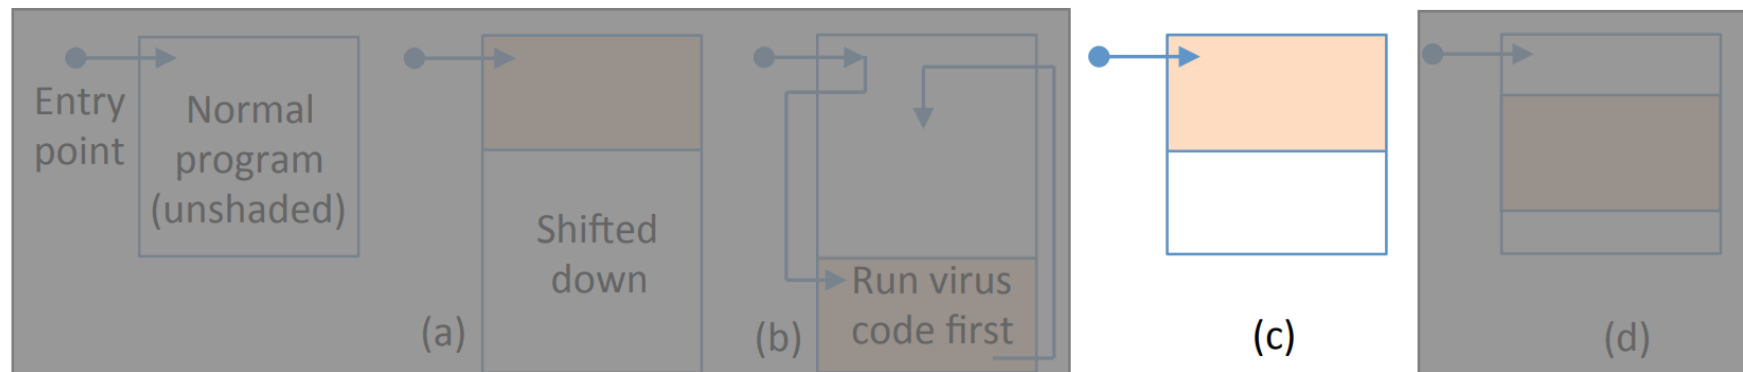 Entry
point
Normal
program
(unshaded)
(a)
Shifted
down
(b)
Run virus
code first
(c)
(d)